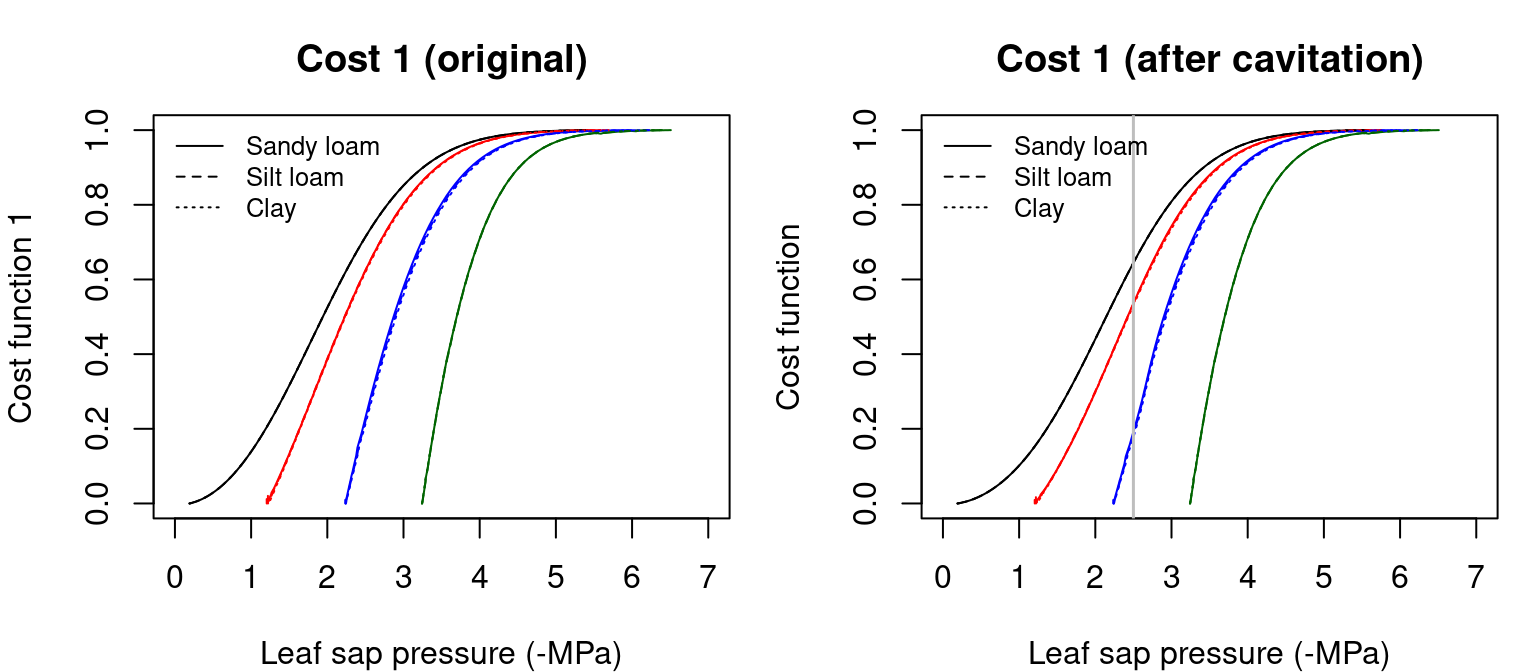 Cost 1 (original)
Cost function 1
1.0
0.8
0.6
0.4
0.2
0.0
Sandy loam
Silt loam
Clay
0 1 2 3 4 5 6 7
Leaf sap pressure (-MPa)
Cost 1 (after cavitation)
Cost function
1.0
0.8
0.6
0.4
0.2
0.0
Sandy loam
Silt loam
Clay
0 1 2 3 4 5 6 7
Leaf sap pressure (-MPa)